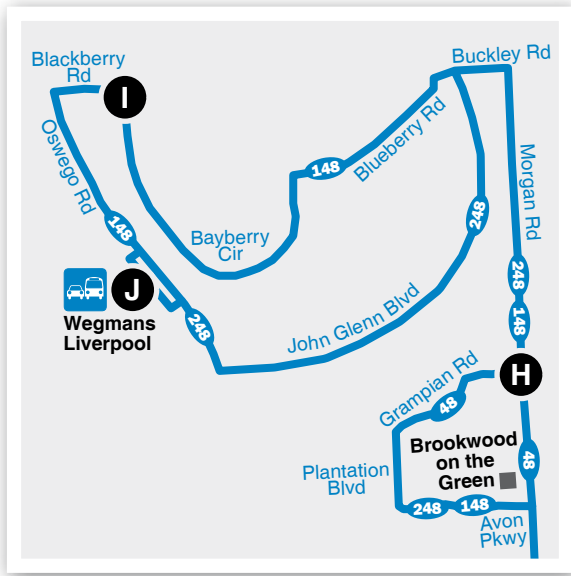 Blackberry
Rd
I
Buckley Rd
Oswego Rd
148
Blueberry Rd
148
Morgan Rd
248
Bayberry
Cir
J
Wegmans
Liverpool
248
John Glenn Blvd
248
148
H
Grampian Rd
48
Brookwood
on the
Green
48
Plantation
Blvd
248
148
Avon
Pkwy